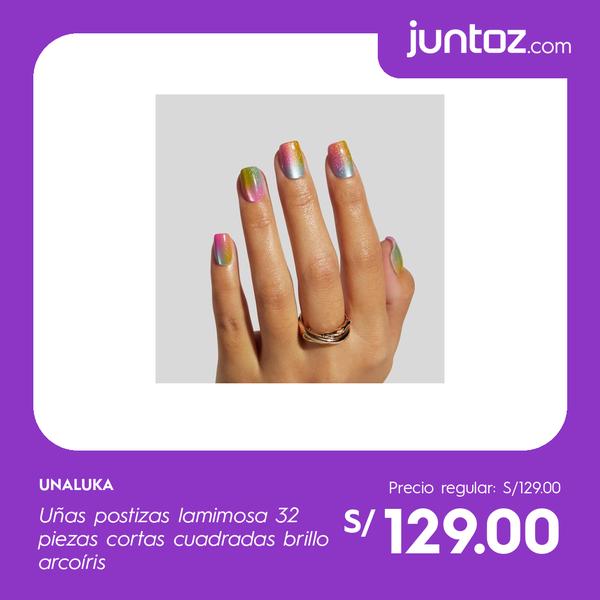 juntoz.com
UNALUKA
Uñas postizas lamimosa 32
piezas cortas cuadradas brillo
arcoíris
Precio regular: S/129.00
S/129.00